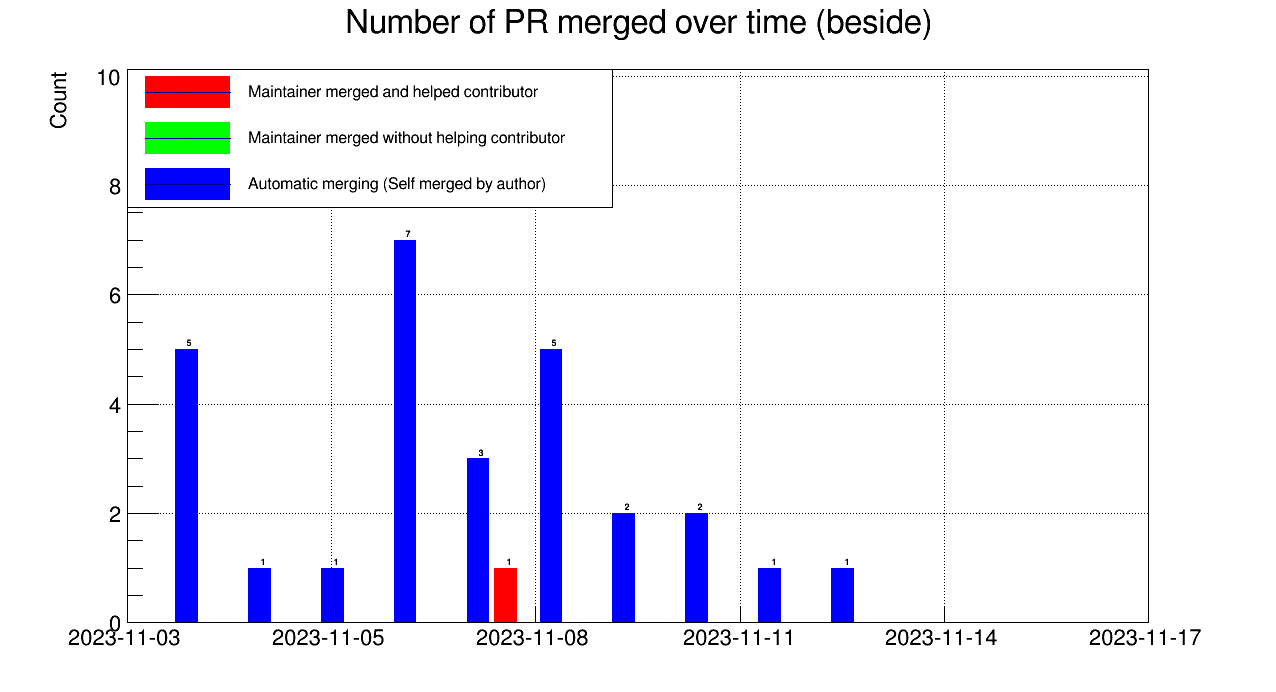 Number of PR merged over time (beside)
Count
10
8
6
4
2
0
Maintainer merged and helped contributor
Maintainer merged without helping contributor
Automatic merging (Self merged by author)
5
1
1
7
3
1
5
2
2
1
1
2023-11-03 2023-11-05 2023-11-08 2023-11-11 2023-11-14 2023-11-17